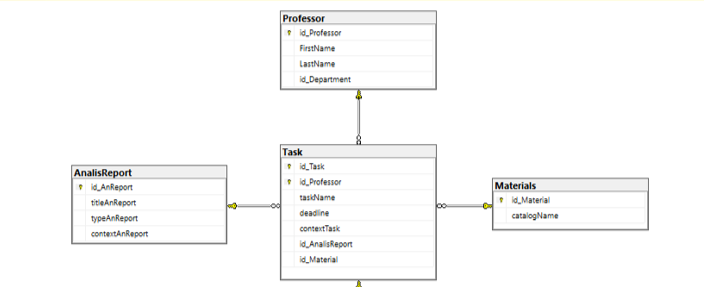 Professor
id_Professor
FirstName
LastName
id_Department
Task
id_Task
id_Professor
taskName
deadline
contextTask
id_AnalisReport
id_Material
AnalisReport
id_AnReport
titleAnReport
typeAnReport
contextAnReport
Materials
id_Material
catalogName